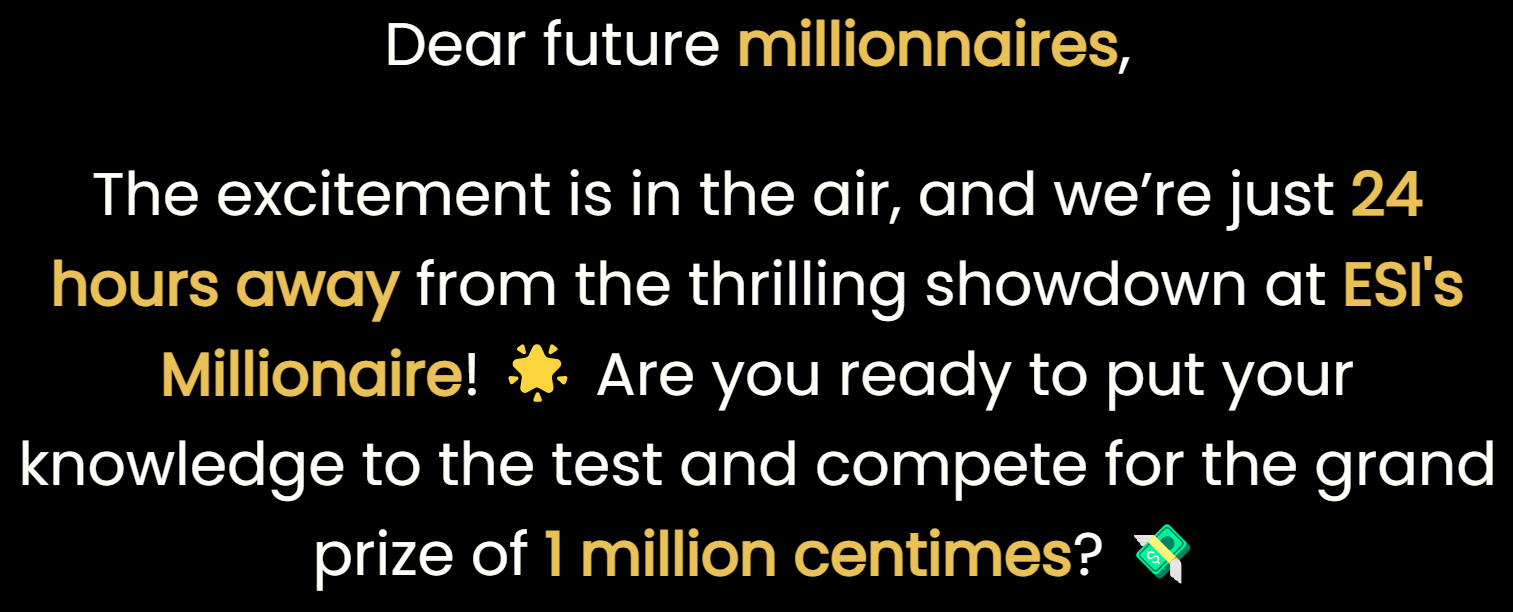 Dear future millionnaires,
The excitement is in the air, and we’re just 24
hours away from the thrilling showdown at ESI's
Millionaire! 🌟 Are you ready to put your
knowledge to the test and compete for the grand
prize of 1 million centimes? 💸